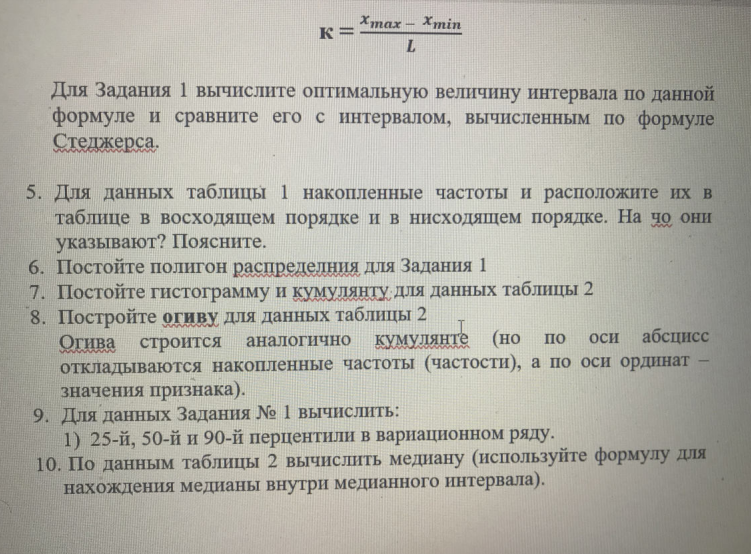 к = x_max – x_min / L
Для Задания 1 вычислите оптимальную величину интервала по данной
формуле и сравните его с интервалом, вычисленным по формуле
Стеджерса.
5. Для данных таблицы 1 накопленные частоты и расположите их в
таблице в восходящем порядке и в нисходящем порядке. На чо они
указывают? Поясните.
6. Постойте полигон распределния для Задания 1
7. Постойте гистограмму и кумулянту для данных таблицы 2
8. Постройте огиву для данных таблицы 2
Огива строится аналогично кумулянте (но по оси абсцисс
откладываются накопленные частоты (частости), а по оси ординат –
значения признака).
9. Для данных Задания № 1 вычислить:
1) 25-й, 50-й и 90-й перцентили в вариационном ряду.
10. По данным таблицы 2 вычислить медиану (используйте формулу для
нахождения медианы внутри медианного интервала).